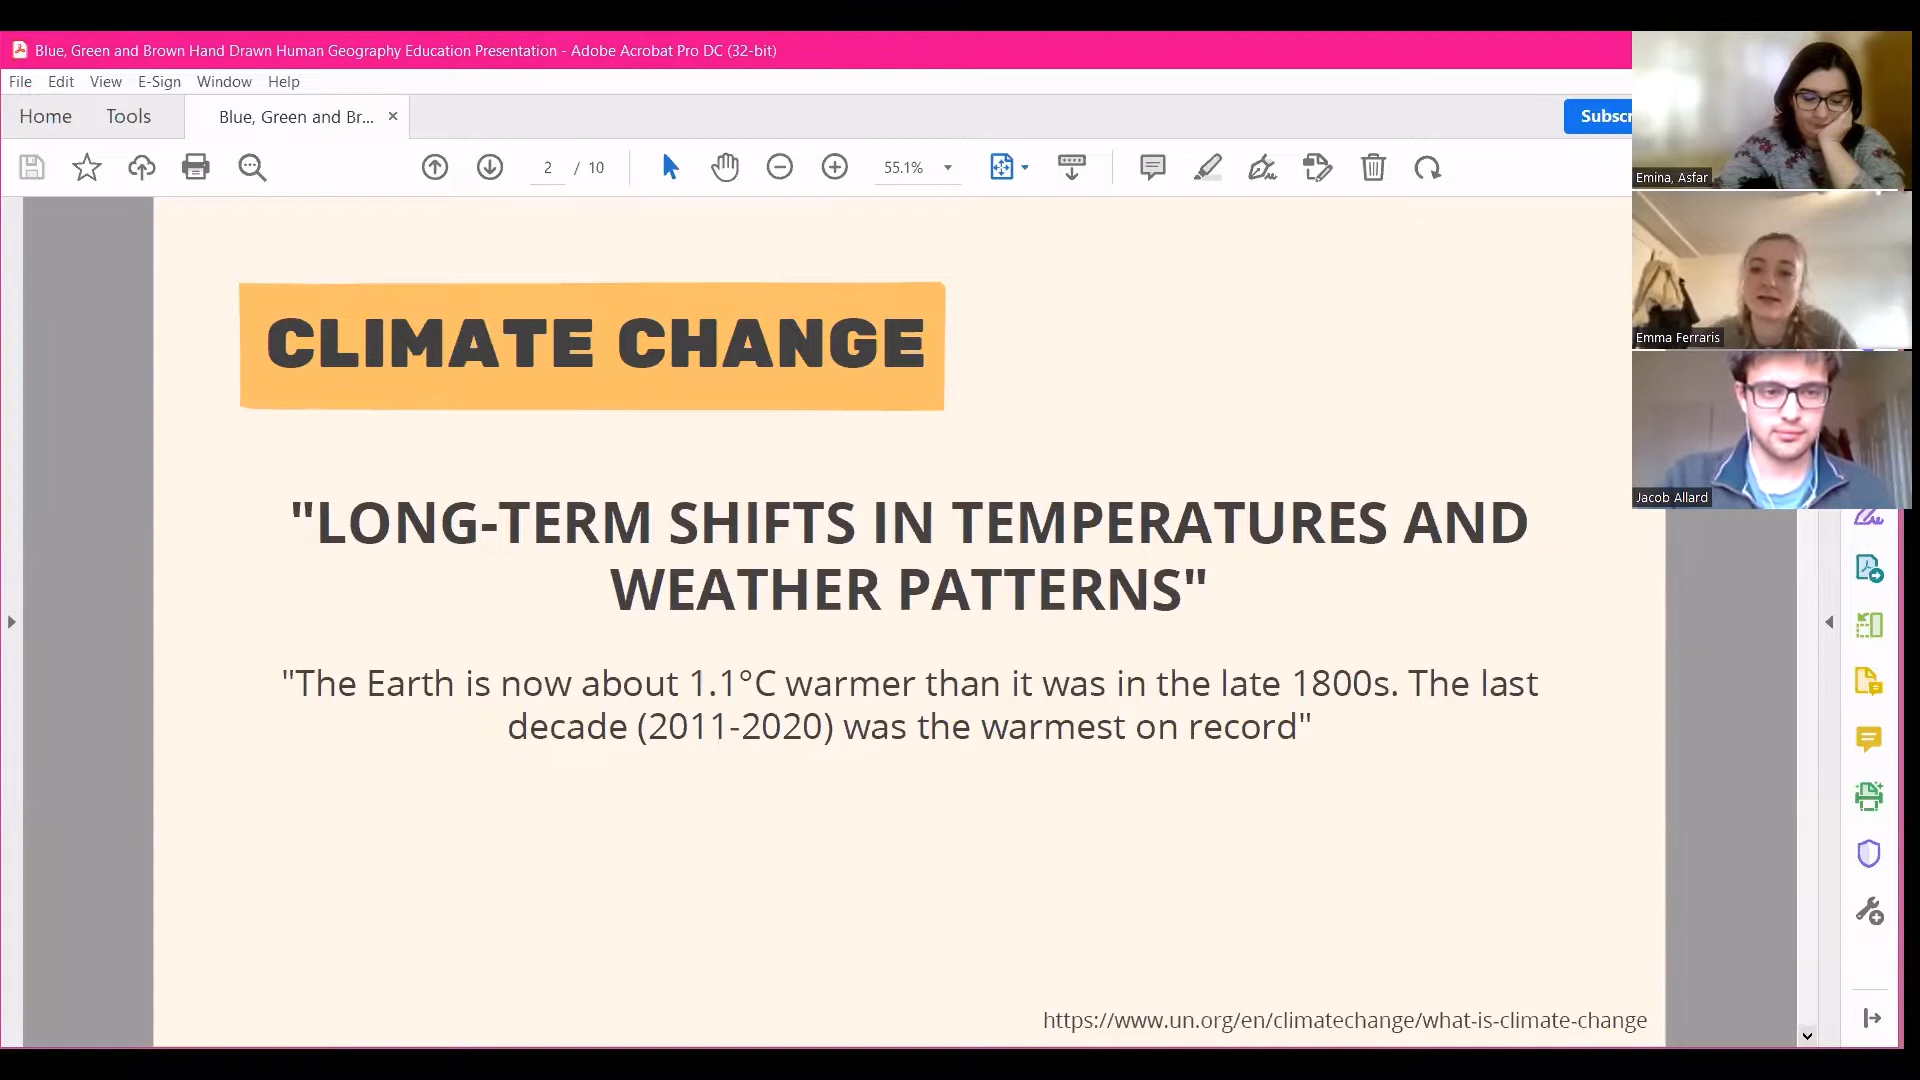 Blue, Green and Brown Hand Drawn Human Geography Education Presentation - Adobe Acrobat Pro DC (32-bit)
File Edit View E-Sign Window Help
Home Tools Blue, Green and Br... ×
Subscr
2 / 10
55.1%
Emina, Asfar
Emma Ferraris
Jacob Allard
CLIMATE CHANGE
"LONG-TERM SHIFTS IN TEMPERATURES AND
WEATHER PATTERNS"
"The Earth is now about 1.1°C warmer than it was in the late 1800s. The last
decade (2011-2020) was the warmest on record"
https://www.un.org/en/climatechange/what-is-climate-change